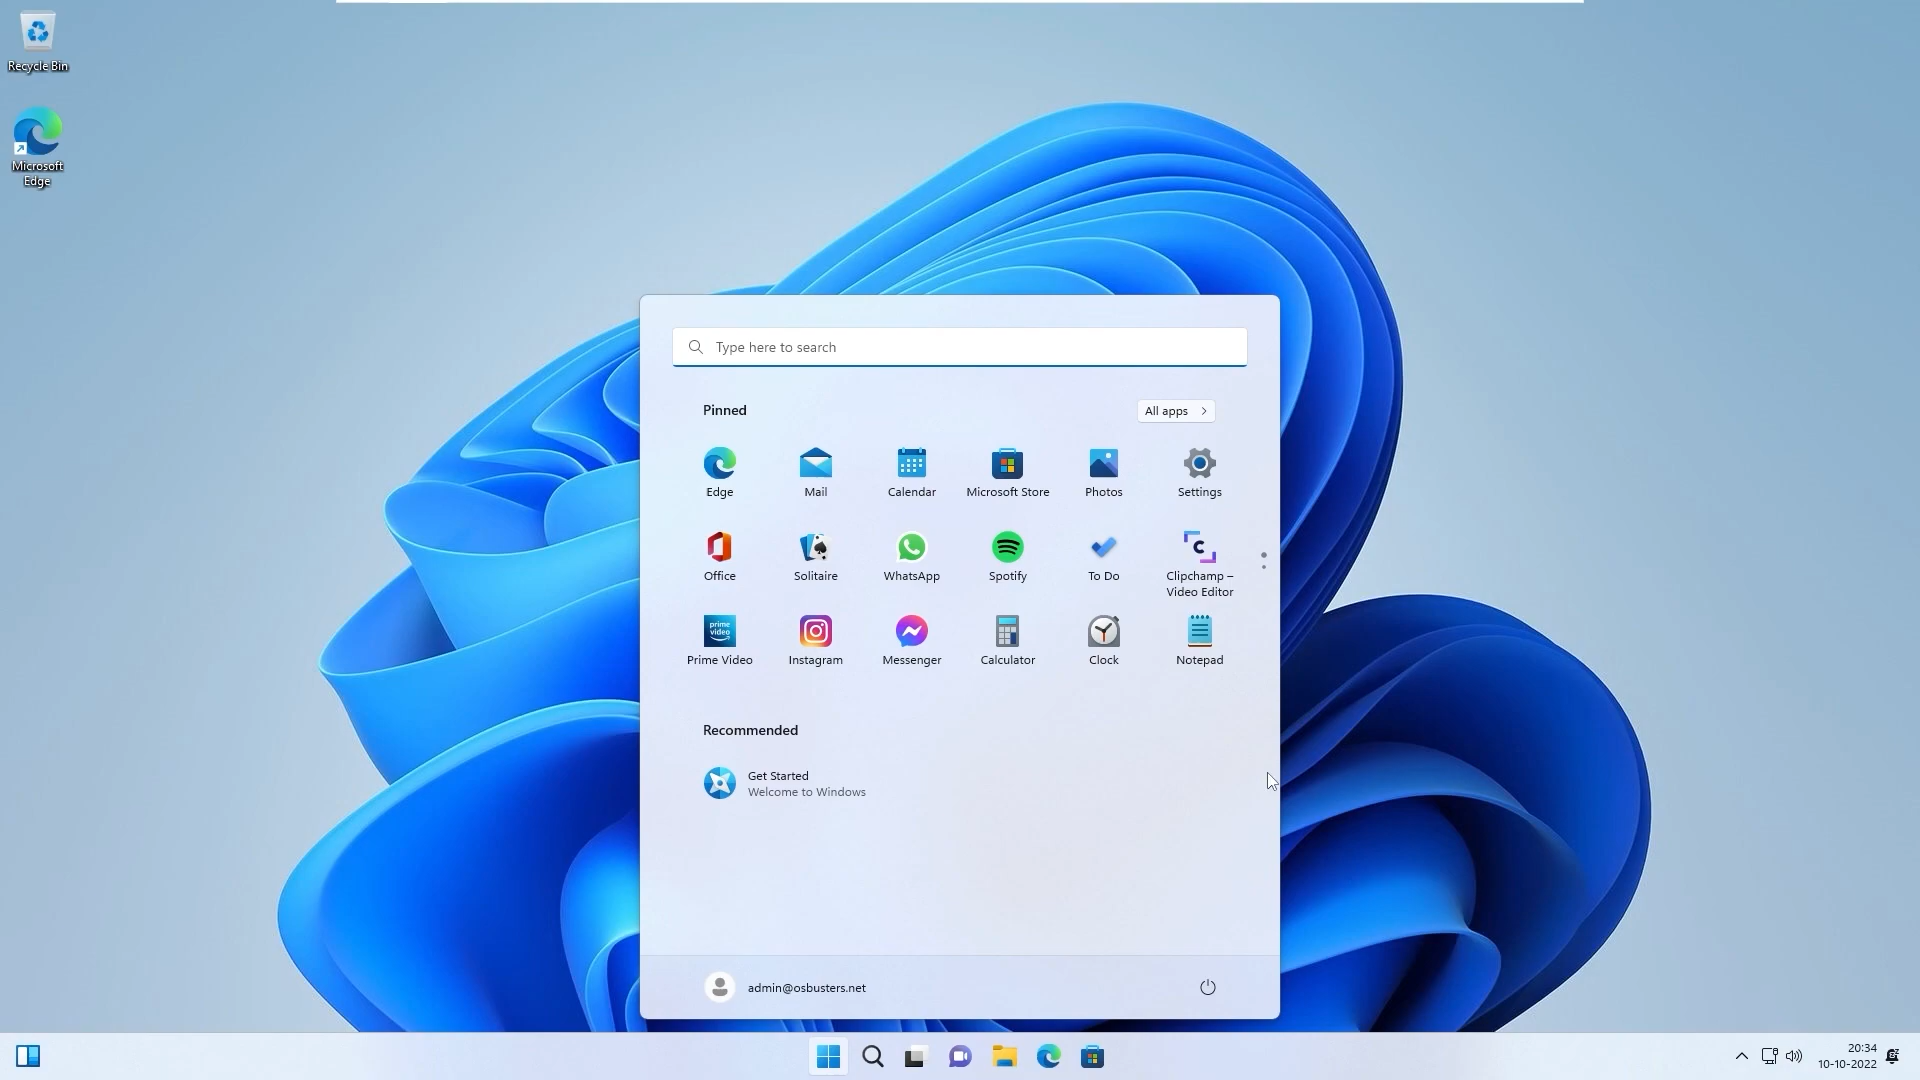 Recycle Bin
Microsoft
Edge
Type here to search
Pinned
All apps
Edge
Mail
Calendar
Microsoft Store
Photos
Settings
Office
Solitaire
WhatsApp
Spotify
To Do
Clipchamp –
Video Editor
prime
video
Prime Video
Instagram
Messenger
Calculator
Clock
Notepad
Recommended
Get Started
Welcome to Windows
admin@osbusters.net
20:34
10-10-2022